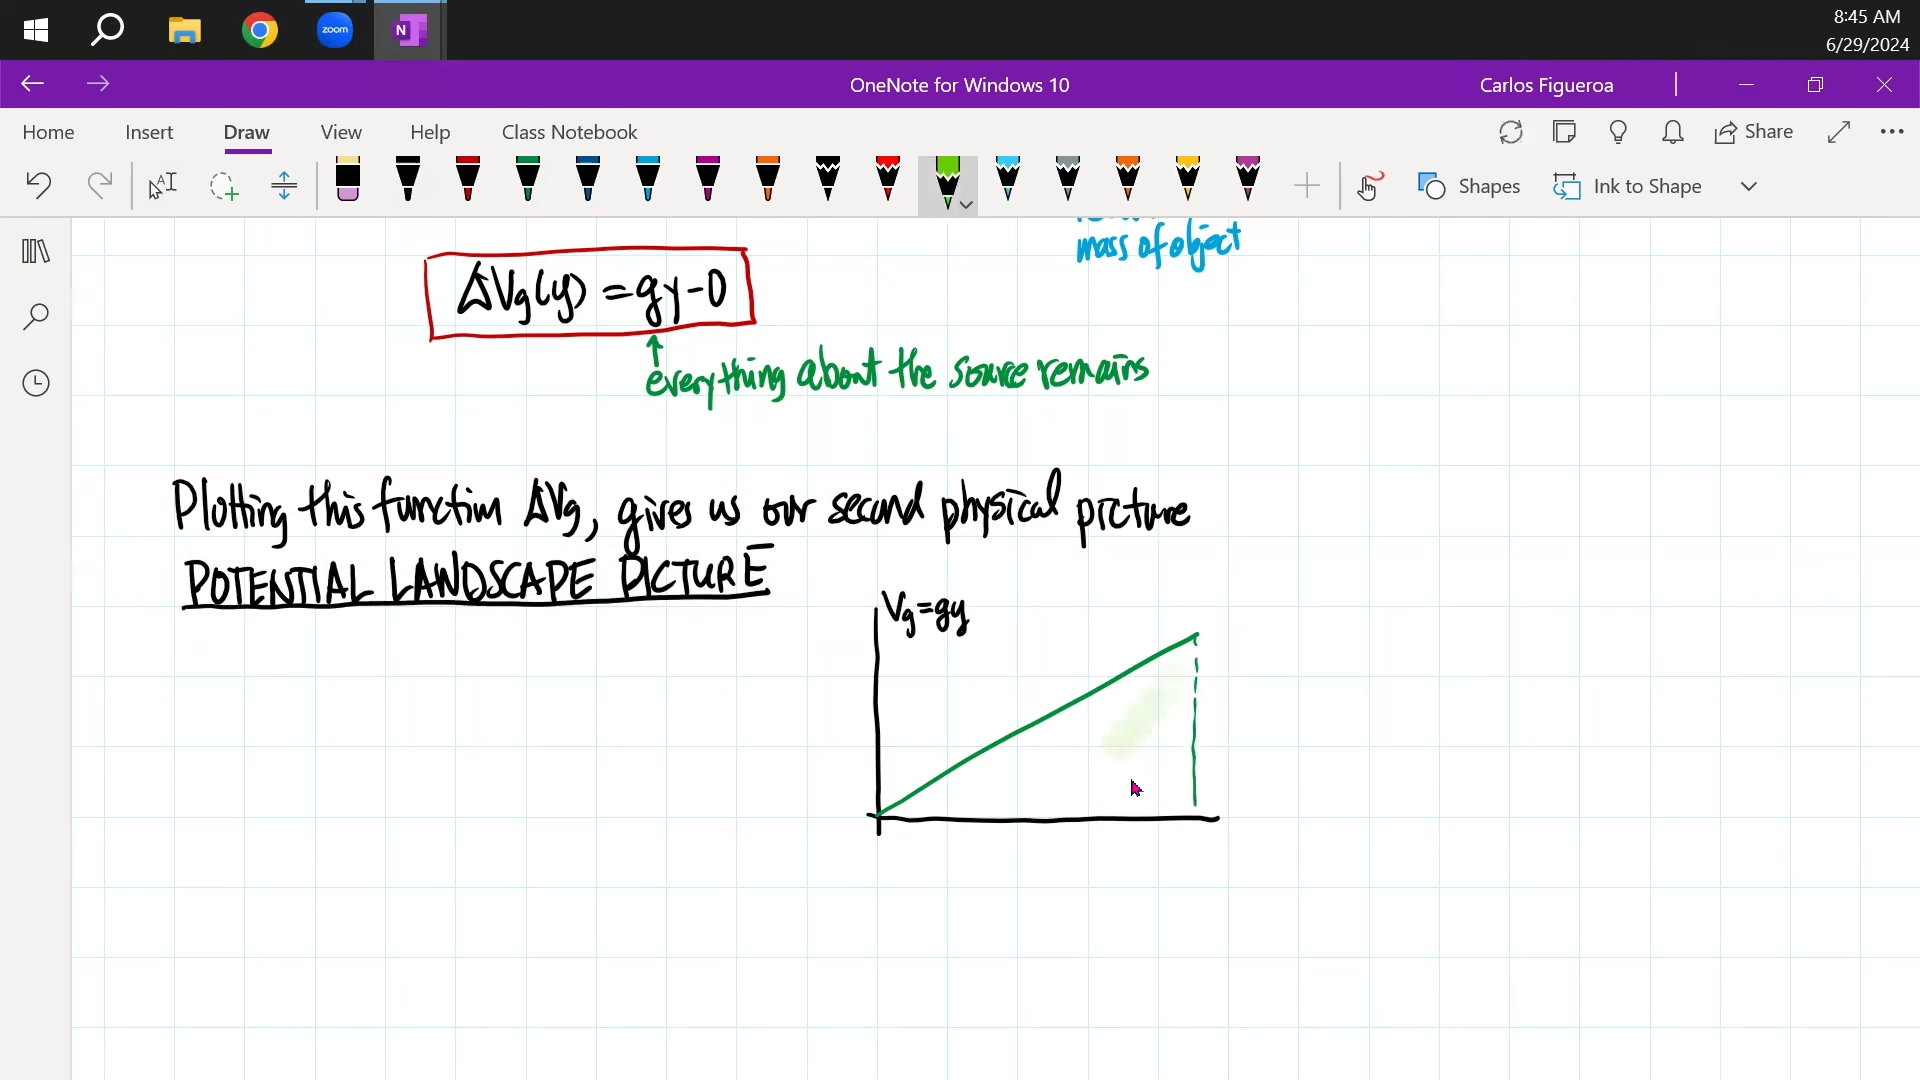 8:45 AM
6/29/2024
zoom
N
OneNote for Windows 10
Carlos Figueroa
Home Insert Draw View Help Class Notebook
Share
Shapes
Ink to Shape
mass of object
ΔVg(y) = gy-0
everything about the source remains
Plotting this function ΔVg, gives us our second physical picture
POTENTIAL LANDSCAPE PICTURE
Vg=gy